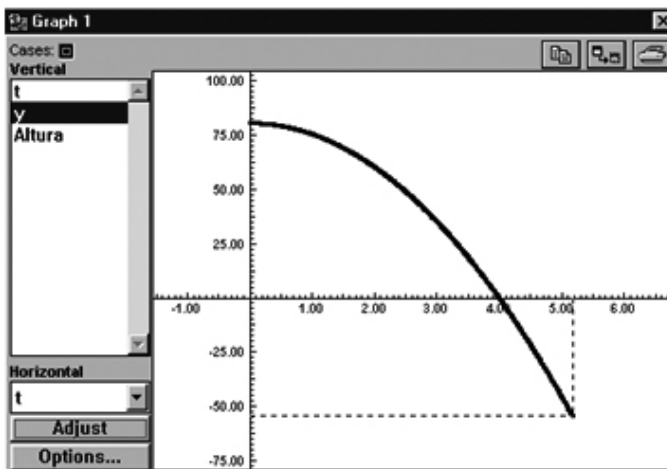 Graph 1
Cases:
Vertical
t
y
Altura
Horizontal
t
Adjust
Options...
100.00
75.00
50.00
25.00
-1.00 1.00 2.00 3.00 4.00 5.00 6.00
-25.00
-50.00
-75.00